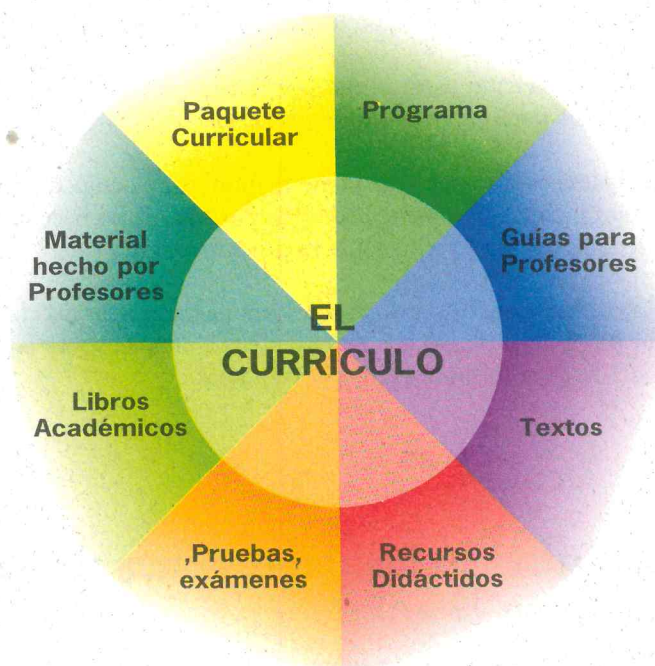 Paquete
Curricular
Programa
Guías para
Profesores
Textos
Recursos
Didáctidos
,Pruebas,
exámenes
Libros
Académicos
Material
hecho por
Profesores
EL
CURRICULO